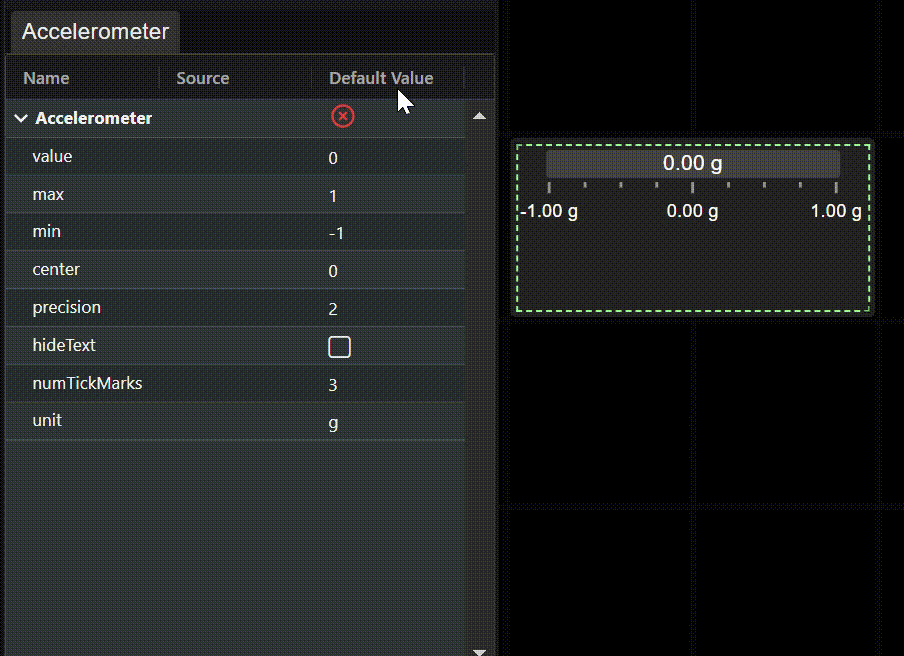 Accelerometer
Name Source Default Value
Accelerometer
value 0
max 1
min -1
center 0
precision 2
hideText
numTickMarks 3
unit g
0.00 g
-1.00 g 0.00 g 1.00 g